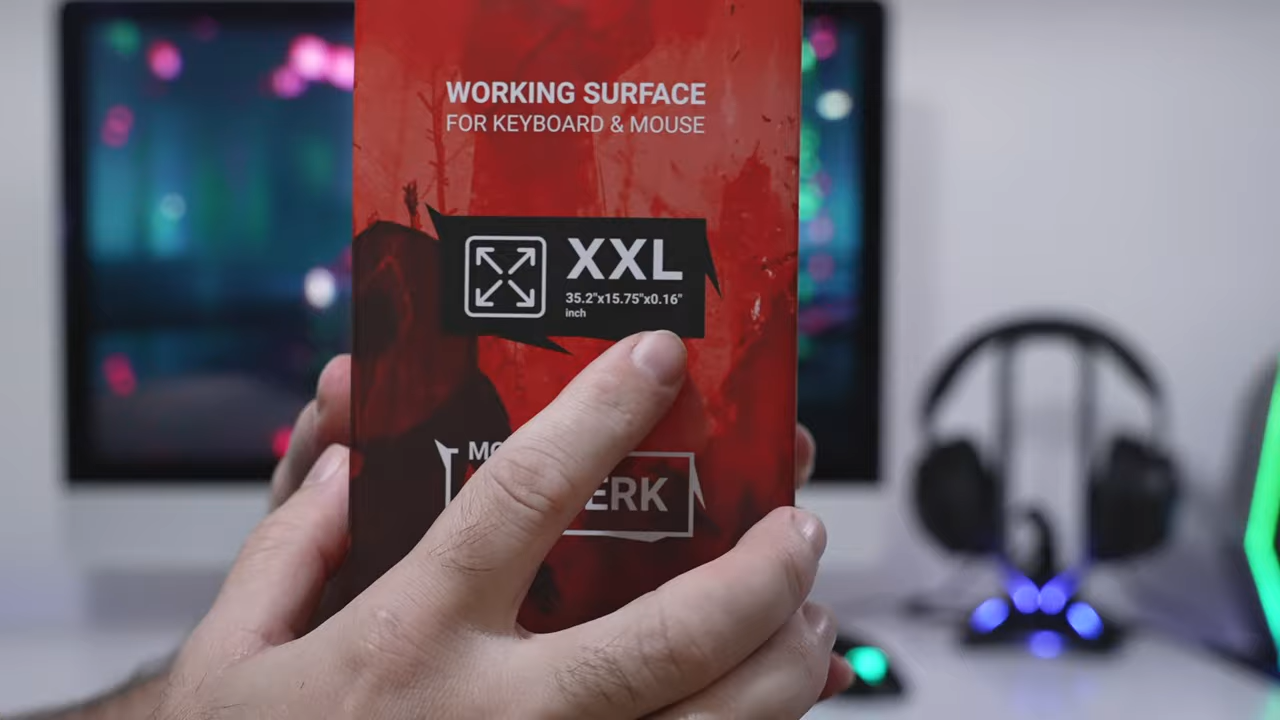 WORKING SURFACE
FOR KEYBOARD & MOUSE
XXL
35.2"x15.75"x0.16"
inch